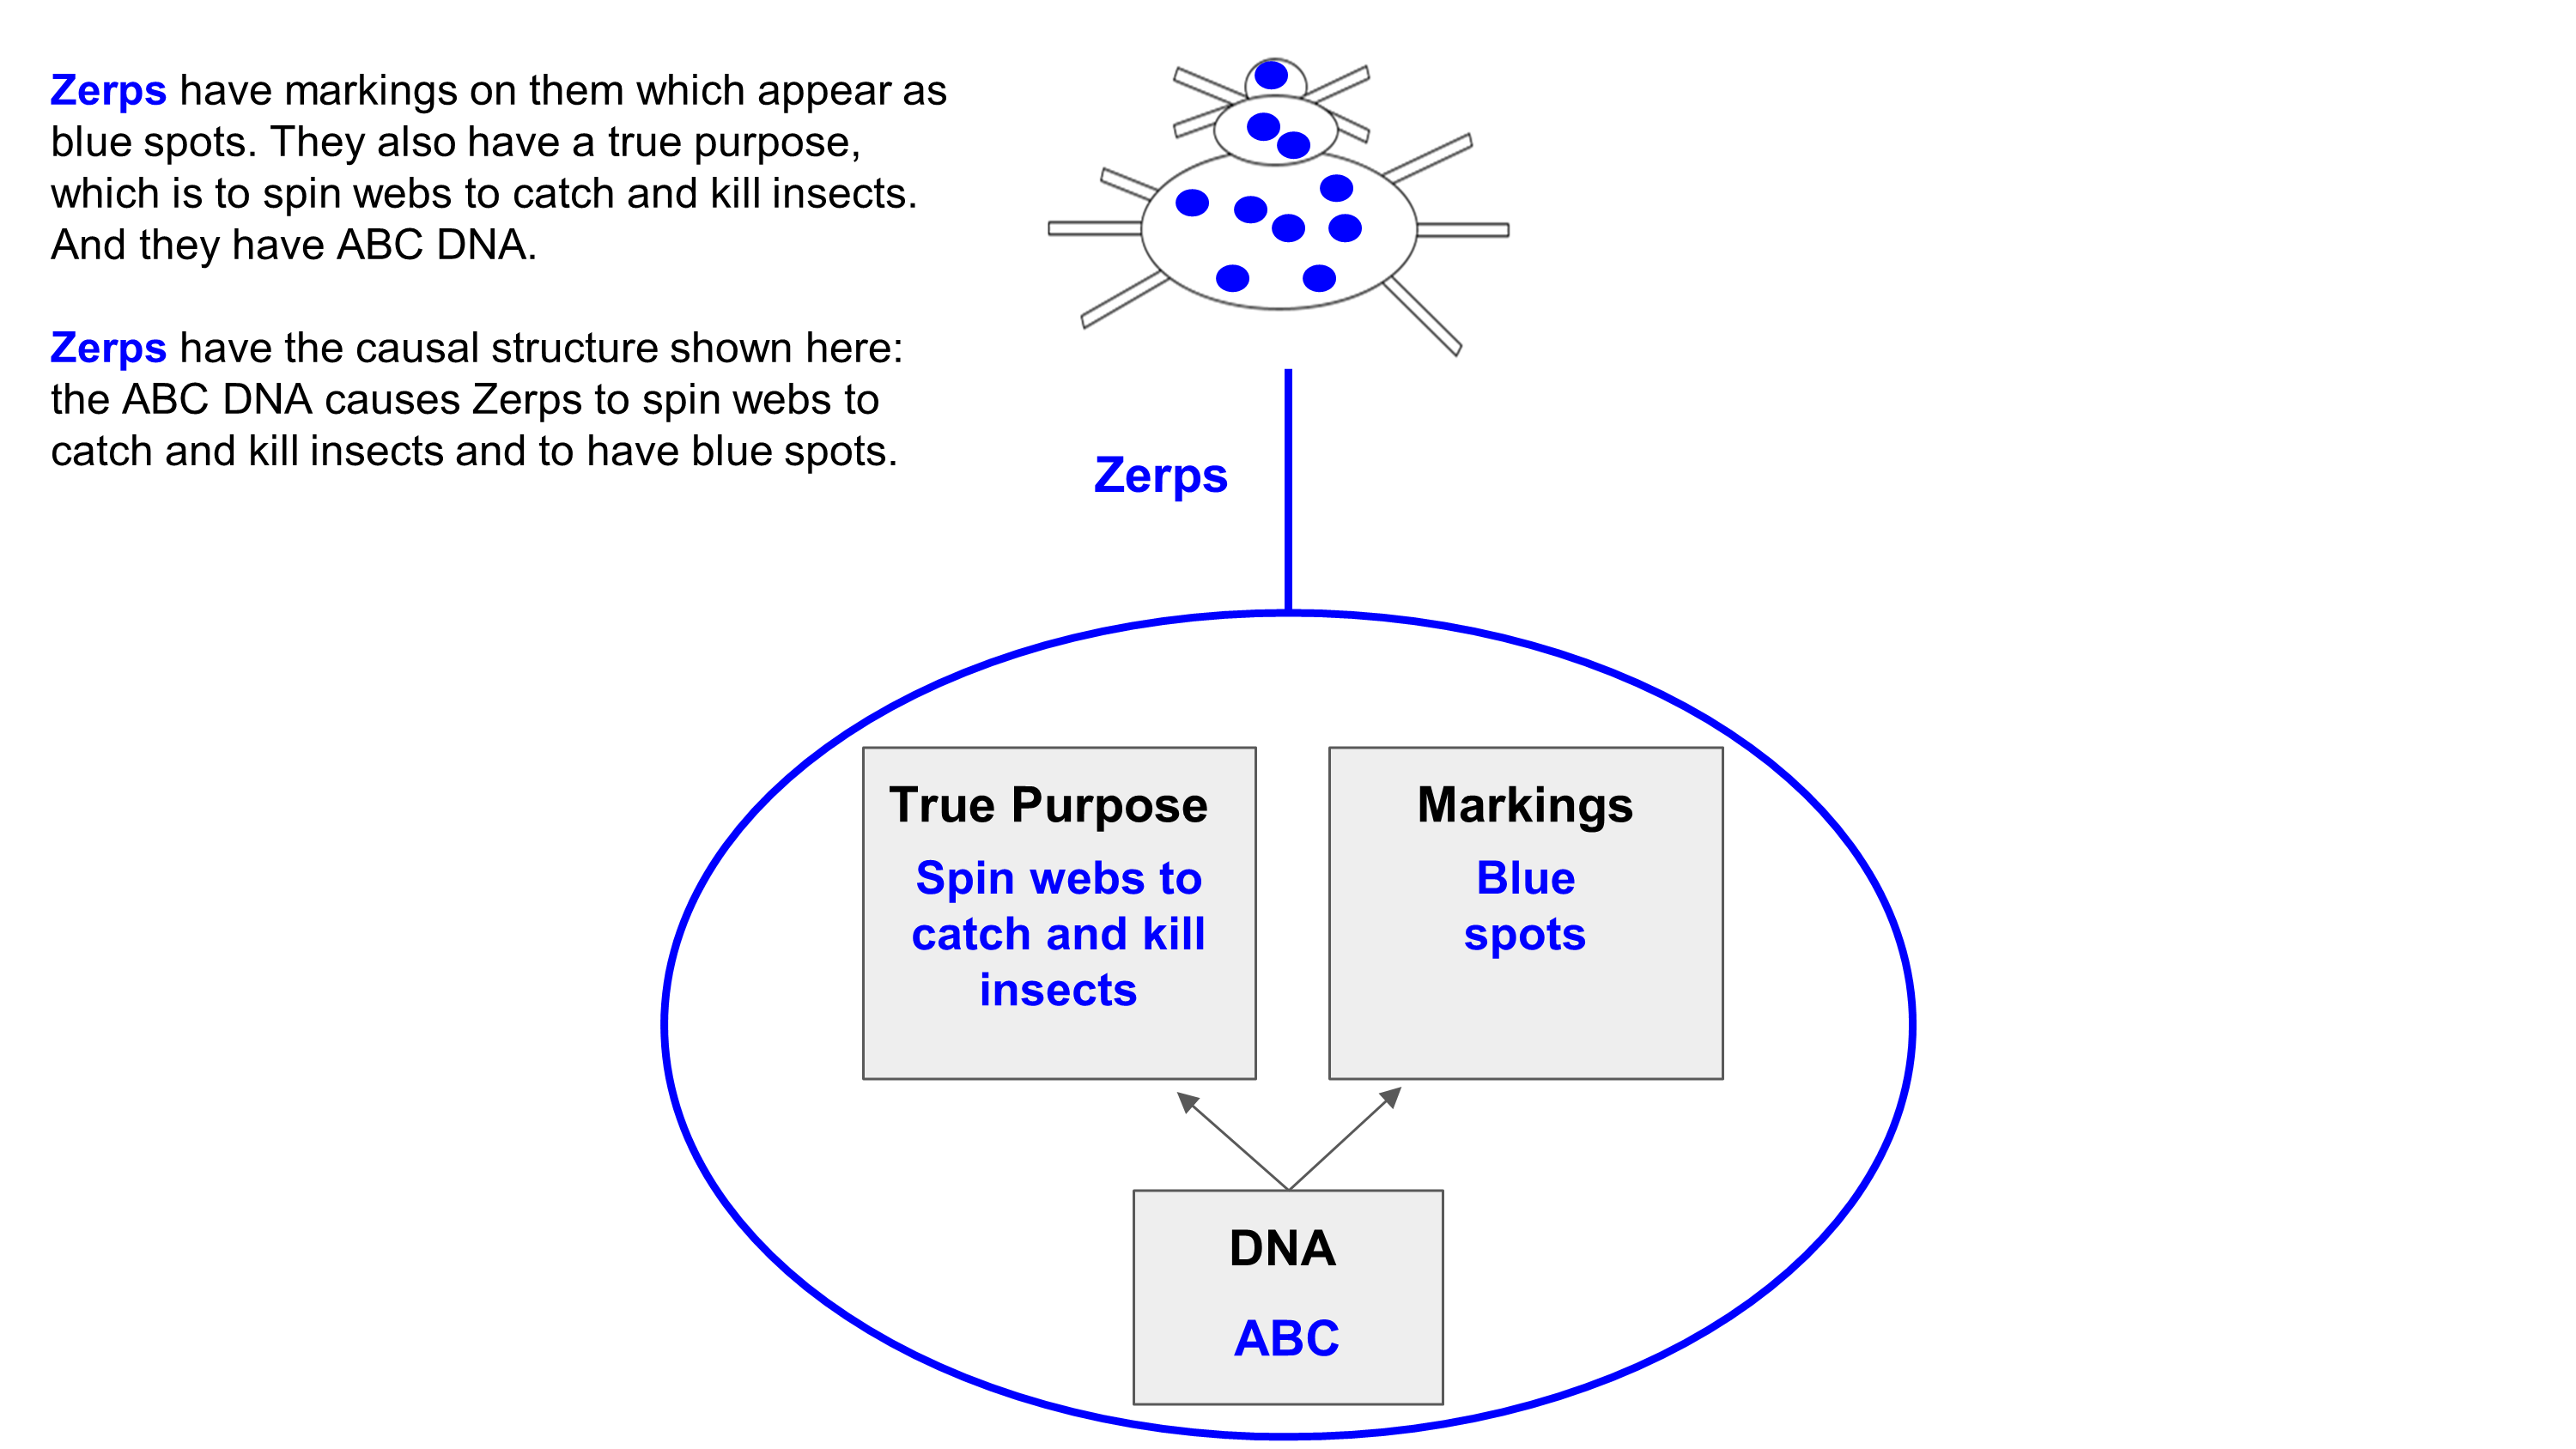 Zerps have markings on them which appear as
blue spots. They also have a true purpose,
which is to spin webs to catch and kill insects.
And they have ABC DNA.
Zerps have the causal structure shown here:
the ABC DNA causes Zerps to spin webs to
catch and kill insects and to have blue spots.
Zerps
True Purpose
Spin webs to
catch and kill
insects
Markings
Blue
spots
DNA
ABC